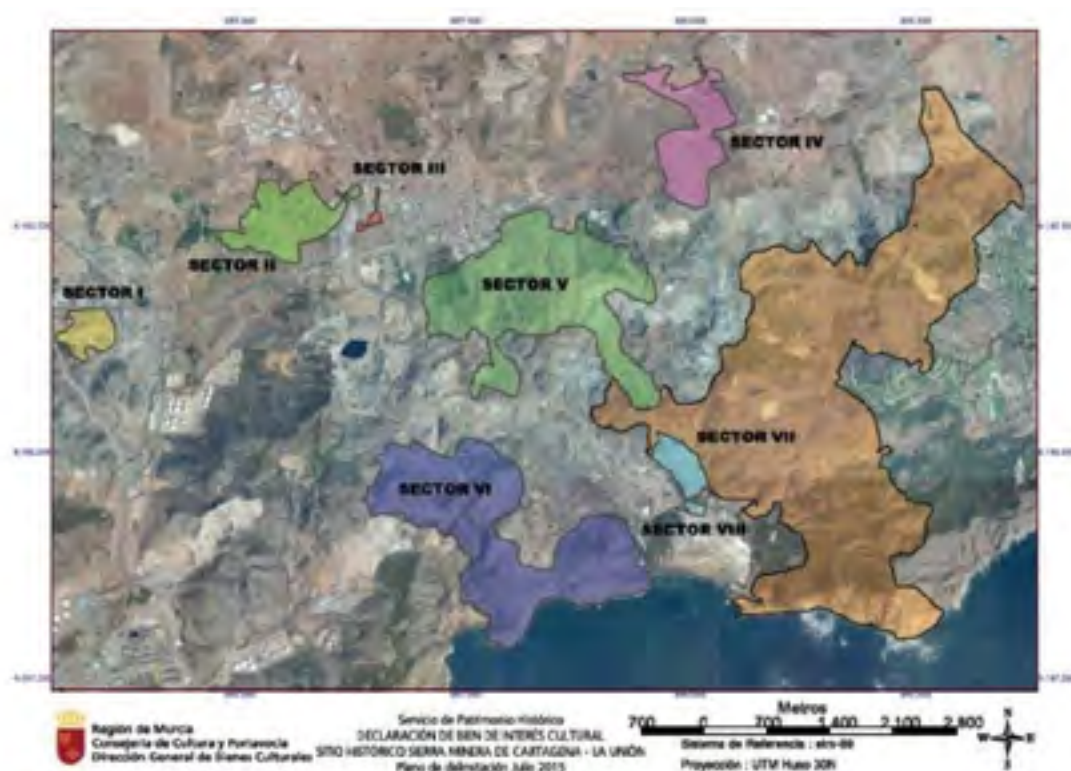 SECTOR IV
SECTOR III
SECTOR II
SECTOR V
SECTOR I
SECTOR VII
SECTOR VI
SECTOR VIII
Región de Murcia
Consejería de Cultura y Portavocía
Dirección General de Bienes Culturales
Servicio de Patrimonio Histórico
DECLARACIÓN DE BIEN DE INTERÉS CULTURAL
SITIO HISTÓRICO SIERRA MINERA DE CARTAGENA - LA UNIÓN
Plano de delimitación Julio 2015
Metros
700 0 700 1.400 2.100 2.800
Sistema de Referencia : etrs-89
Proyección : UTM Huso 30N
N
W E
S